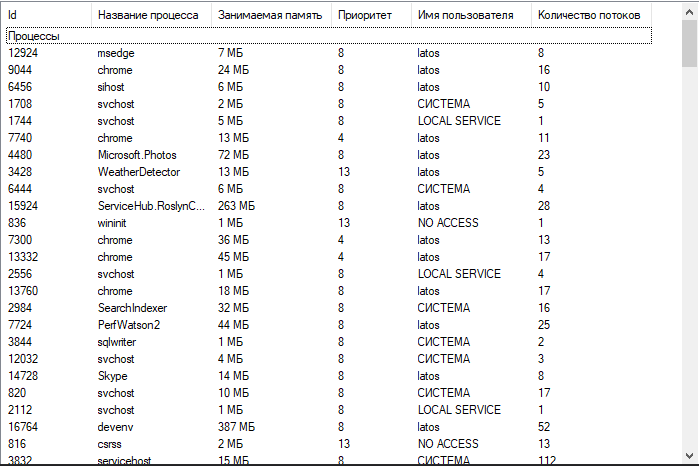 Id Название процесса Занимаемая память Приоритет Имя пользователя Количество потоков
Процессы
12924 msedge 7 МБ 8 latos 8
9044 chrome 24 МБ 8 latos 16
6456 sihost 6 МБ 8 latos 10
1708 svchost 2 МБ 8 СИСТЕМА 5
1744 svchost 5 МБ 8 LOCAL SERVICE 1
7740 chrome 13 МБ 4 latos 11
4480 Microsoft.Photos 72 МБ 8 latos 23
3428 WeatherDetector 13 МБ 13 latos 5
6444 svchost 6 МБ 8 СИСТЕМА 4
15924 ServiceHub.RoslynC... 263 МБ 8 latos 28
836 wininit 1 МБ 13 NO ACCESS 1
7300 chrome 36 МБ 4 latos 13
13332 chrome 45 МБ 4 latos 17
2556 svchost 1 МБ 8 LOCAL SERVICE 4
13760 chrome 18 МБ 8 latos 17
2984 SearchIndexer 32 МБ 8 СИСТЕМА 16
7724 PerfWatson2 44 МБ 8 latos 25
3844 sqlwriter 1 МБ 8 СИСТЕМА 2
12032 svchost 4 МБ 8 СИСТЕМА 3
14728 Skype 14 МБ 8 latos 8
820 svchost 10 МБ 8 СИСТЕМА 17
2112 svchost 1 МБ 8 LOCAL SERVICE 1
16764 devenv 387 МБ 8 latos 52
816 csrss 2 МБ 13 NO ACCESS 13
3832 servicehost 15 МБ 8 СИСТЕМА 112